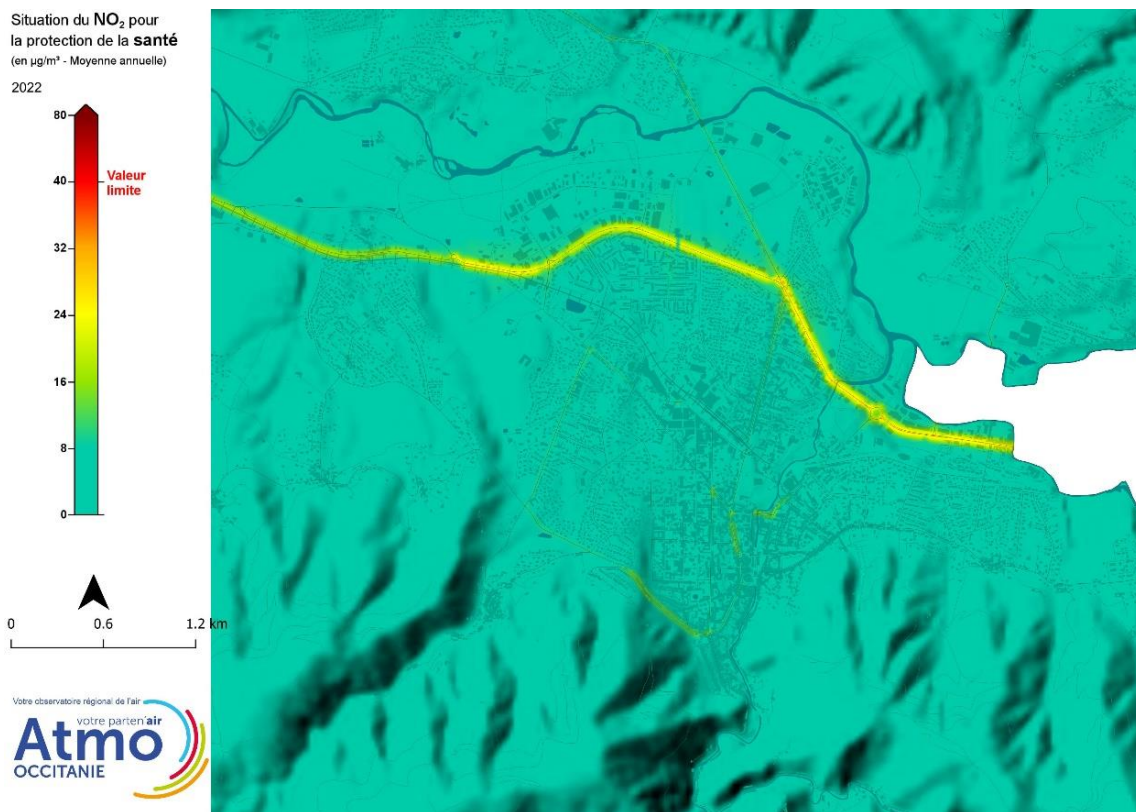 Situation du NO₂ pour
la protection de la santé
(en µg/m³ - Moyenne annuelle)
2022
80
Valeur
40
limite
32
24
16
8
0
0 0.6 1.2 km
Votre observatoire régional de l'air
votre parten'air
Atmo
OCCITANIE